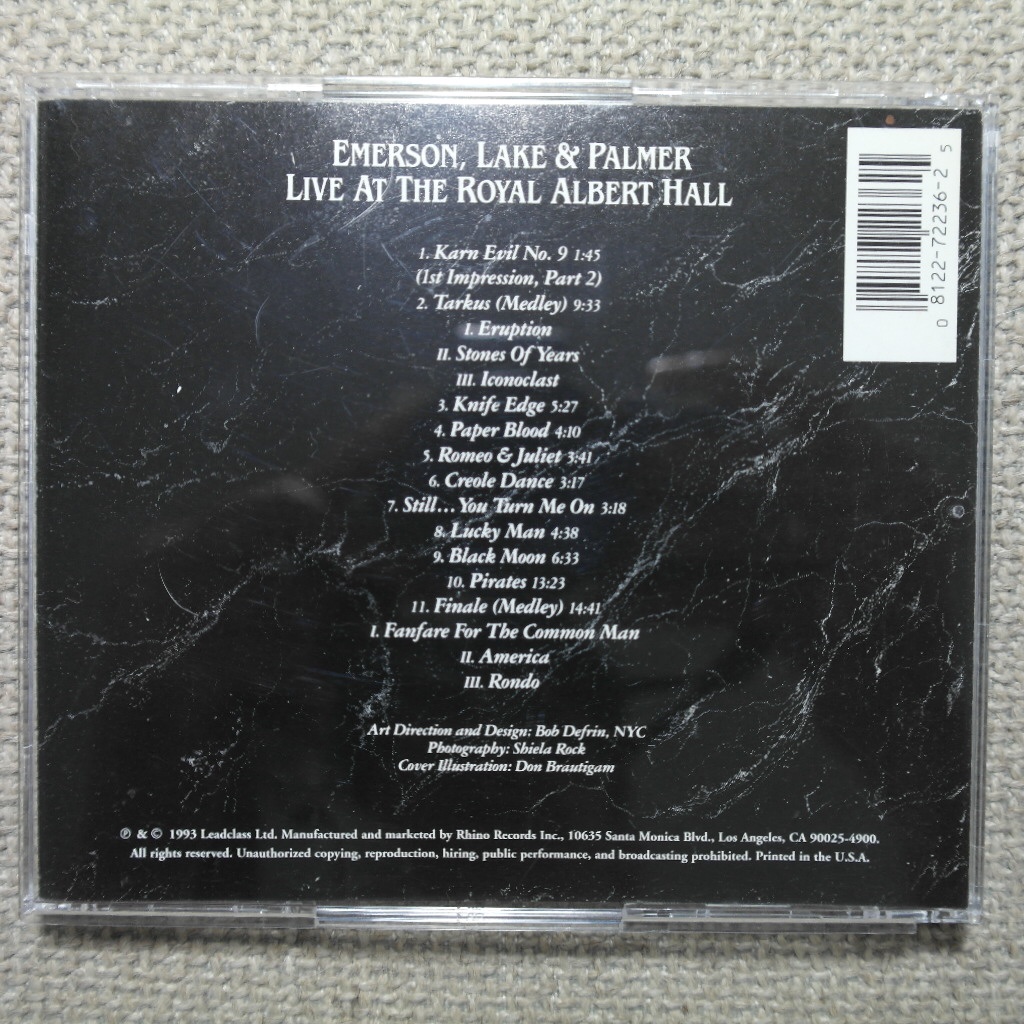 EMERSON, LAKE & PALMER
LIVE AT THE ROYAL ALBERT HALL
1. Karn Evil No. 9 1:45
(1st Impression, Part 2)
2. Tarkus (Medley) 9:33
I. Eruption
II. Stones Of Years
III. Iconoclast
3. Knife Edge 5:27
4. Paper Blood 4:10
5. Romeo & Juliet 3:41
6. Creole Dance 3:17
7. Still... You Turn Me On 3:18
8. Lucky Man 4:38
9. Black Moon 6:33
10. Pirates 13:23
11. Finale (Medley) 14:41
I. Fanfare For The Common Man
II. America
III. Rondo
Art Direction and Design: Bob Defrin, NYC
Photography: Shiela Rock
Cover Illustration: Don Brautigam
℗ & © 1993 Leadclass Ltd. Manufactured and marketed by Rhino Records Inc., 10635 Santa Monica Blvd., Los Angeles, CA 90025-4900.
All rights reserved. Unauthorized copying, reproduction, hiring, public performance, and broadcasting prohibited. Printed in the U.S.A.
0 8122-72236-2 5